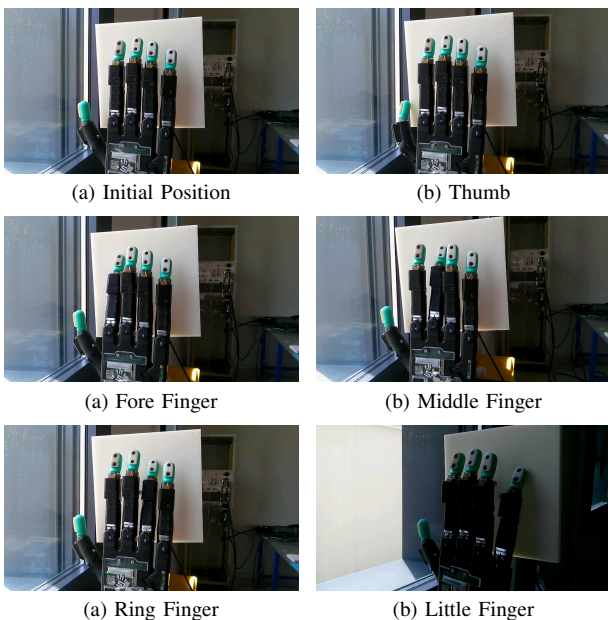 (a) Initial Position
(b) Thumb
(a) Fore Finger
(b) Middle Finger
(a) Ring Finger
(b) Little Finger